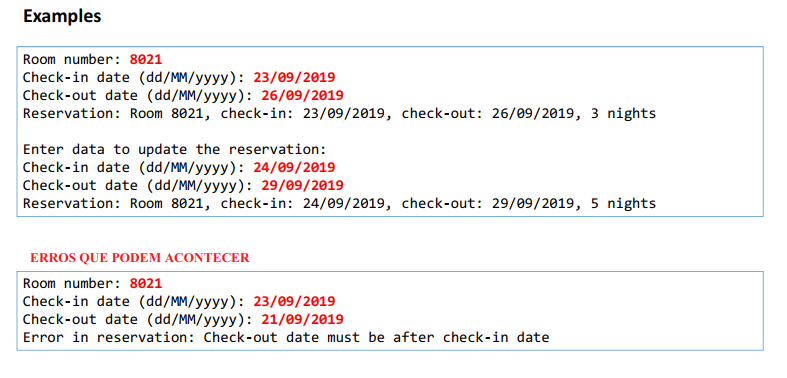 Examples
Room number: 8021
Check-in date (dd/MM/yyyy): 23/09/2019
Check-out date (dd/MM/yyyy): 26/09/2019
Reservation: Room 8021, check-in: 23/09/2019, check-out: 26/09/2019, 3 nights
Enter data to update the reservation:
Check-in date (dd/MM/yyyy): 24/09/2019
Check-out date (dd/MM/yyyy): 29/09/2019
Reservation: Room 8021, check-in: 24/09/2019, check-out: 29/09/2019, 5 nights
ERROS QUE PODEM ACONTECER
Room number: 8021
Check-in date (dd/MM/yyyy): 23/09/2019
Check-out date (dd/MM/yyyy): 21/09/2019
Error in reservation: Check-out date must be after check-in date